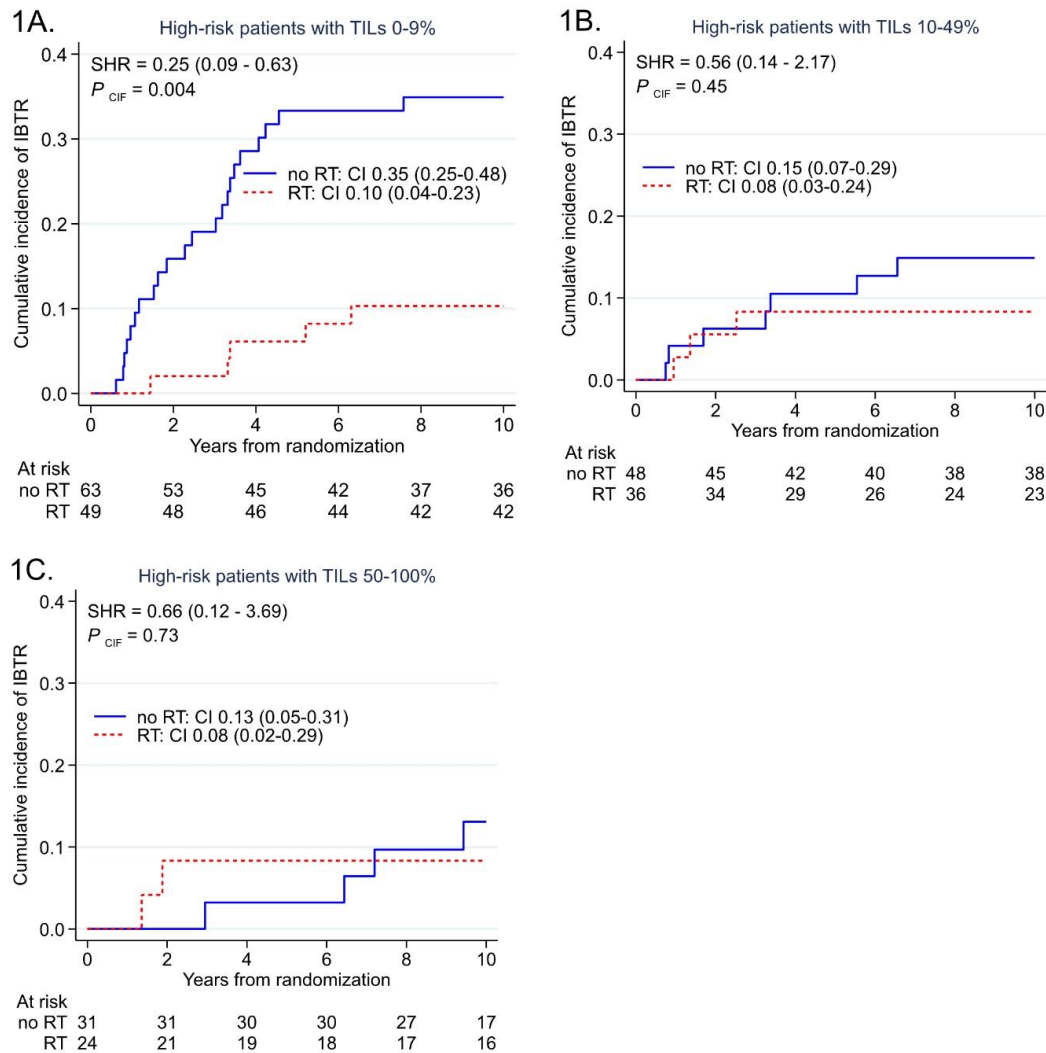 1A.
High-risk patients with TILs 0-9%
SHR = 0.25 (0.09 - 0.63)
P CIF = 0.004
no RT: CI 0.35 (0.25-0.48)
RT: CI 0.10 (0.04-0.23)
Cumulative incidence of IBTR
0.4
0.3
0.2
0.1
0.0
0 2 4 6 8 10
Years from randomization
At risk
no RT 63 53 45 42 37 36
RT 49 48 46 44 42 42
1B.
High-risk patients with TILs 10-49%
SHR = 0.56 (0.14 - 2.17)
P CIF = 0.45
no RT: CI 0.15 (0.07-0.29)
RT: CI 0.08 (0.03-0.24)
Cumulative incidence of IBTR
0.4
0.3
0.2
0.1
0.0
0 2 4 6 8 10
Years from randomization
At risk
no RT 48 45 42 40 38 38
RT 36 34 29 26 24 23
1C.
High-risk patients with TILs 50-100%
SHR = 0.66 (0.12 - 3.69)
P CIF = 0.73
no RT: CI 0.13 (0.05-0.31)
RT: CI 0.08 (0.02-0.29)
Cumulative incidence of IBTR
0.4
0.3
0.2
0.1
0.0
0 2 4 6 8 10
Years from randomization
At risk
no RT 31 31 30 30 27 17
RT 24 21 19 18 17 16